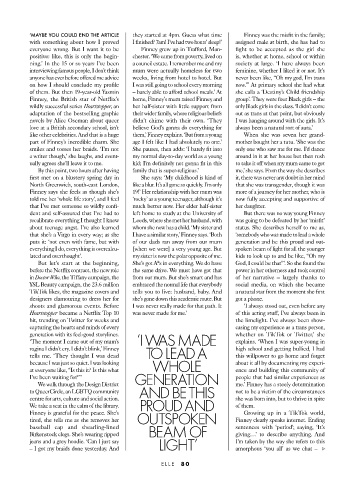 'MAYBE YOU COULD END THE ARTICLE
with something about how I proved
everyone wrong. But I want it to be
positive: like, this is only the begin-
ning.' In the 15 or so years I've been
interviewing famous people, I don't think
anyone has ever before offered me advice
on how I should conclude my profile
of them. But then 19-year-old Yasmin
Finney, the British star of Netflix's
wildly successful series Heartstopper, an
adaptation of the bestselling graphic
novels by Alice Oseman about queer
love at a British secondary school, isn't
like other celebrities. And that is a huge
part of Finney's incredible charm. She
smiles and tosses her hair. 'I'm not
a writer though', she laughs, and eventu-
ally agrees she'll leave it to me.
By this point, two hours after having
first met on a blustery spring day in
North Greenwich, south-east London,
Finney says she feels as though she's
told me her 'whole life story', and I feel
that I've met someone so wildly confi-
dent and self-assured that I've had to
recalibrate everything I thought I knew
about teenage angst. I'm also learned
that she's a Virgo in every way; as she
puts it: 'not even with fame, but with
everything I do, everything is overcalcu-
lated and overthought'.
But let's start at the beginning,
before the Netflix contract, the new role
in Doctor Who, the Tiffany campaign, the
YSL Beauty campaign, the 23.6 million
TikTok likes, the magazine covers and
designers clamouring to dress her for
shoots and glamorous events. Before
Heartstopper became a Netflix Top 10
hit, trending on Twitter for weeks and
capturing the hearts and minds of every
generation with its feel-good storylines.
'The moment I came out of my mum's
vagina I didn't cry, I didn't blink,' Finney
tells me. 'They thought I was dead
because I was just so quiet. I was looking
at everyone like, "Is this it? Is this what
I've been waiting for?"'
We walk through the Design District
to Queercircle, an LGBTQ community
centre for arts, culture and social action.
We take a seat in the calm of the library.
Finney is grateful for the peace. She's
tired, she tells me as she removes her
baseball cap and shearling-lined
Birkenstock clogs. She's wearing ripped
jeans and a grey hoodie. 'Can I just say
– I got my braids done yesterday. And
they started at 4pm. Guess what time
I finished? 1am! I've had two hours' sleep!'
Finney grew up in Trafford, Man-
chester. 'We came from poverty, lived on
a council estate. I remember me and my
mum were actually homeless for two
weeks, living from hotel to hotel. But
I was still going to school every morning
– barely able to afford school meals.' At
home, Finney's mum raised Finney and
her half-sister with little support from
their wider family, whose religious beliefs
didn't chime with their own. 'They
believe God's genes do everything for
them,' Finney explains. 'But from a young
age I felt like I had absolutely no one.'
She pauses, then adds: 'I barely fit into
my normal day-to-day world as a young
kid. I'm definitely not gonna fit in this
family that is super-religious.'
She says: 'My childhood is kind of
like a blur. It's all gone so quickly. I'm only
19!' Her relationship with her mum was
'rocky' as a young teenager, although it's
much better now. Her older half-sister
left home to study at the University of
Leeds, where she met her husband, with
whom she now has a child. 'My sister and
I have a similar story,' Finney says. 'Both
of our dads ran away from our mum
[when we were] a very young age. But
my sister is now the polar opposite of me.
She's got A*s in everything. We do have
the same drive. We must have got that
from our mum. But she's smart and has
embraced the normal life that everybody
tells you to live: husband, baby. And
she's gone down this academic route. But
I was never really made for that path. It
was never made for me.'
'I WAS MADE
TO LEAD A
WHOLE
GENERATION
AND BE THIS
PROUD AND
OUTSPOKEN
BEAM OF
LIGHT'
Finney was the misfit in the family;
assigned male at birth, she has had to
fight to be accepted as the girl she
is, whether at home, school or within
society at large. 'I have always been
feminine, whether I liked it or not. It's
never been like, "Oh my god, I'm trans
now."' At primary school she had what
she calls a 'Unicorn's Child friendship
group'. They were four Black girls – the
only Black girls in the class. 'I didn't come
out as trans at that point, but obviously
I was hanging around with the girls. It's
always been a natural sort of aura.'
When she was seven her grand-
mother bought her a tutu. 'She was the
only one who saw me for me. I'd dance
around in it at her house but then rush
to take it off when my mum came to get
me,' she says. From the way she describes
it, there was never any doubt in her mind
that she was transgender, though it was
more of a journey for her mother, who is
now fully accepting and supportive of
her daughter.
But there was no way young Finney
was going to be defeated by her 'misfit'
status. She describes herself to me as
'somebody who was made to lead a whole
generation and be this proud and out-
spoken beam of light for all the younger
kids to look up to and be like, "Oh my
God, I could be that"'. So she found the
power in her otherness and took control
of her narrative – largely thanks to
social media, on which she became
a trans star from the moment she first
got a phone.
'I always stood out, even before any
of this acting stuff, I've always been in
the limelight. I've always been show-
casing my experience as a trans person,
whether on TikTok or Twitter,' she
explains. 'When I was super-young in
high school and getting bullied, I had
this willpower to go home and forget
about it all by documenting my experi-
ence and building this community of
people that had similar experiences as
me.' Finney has a steely determination
not to be a victim of the circumstances
she was born into, but to thrive in spite
of them.
Growing up in a TikTok world,
Finney clearly speaks internet. Ending
sentences with 'period', saying, 'It's
giving…' to describe anything. And
I'm taken by the way she refers to this
amorphous 'you all' as we chat – »
ELLE 80